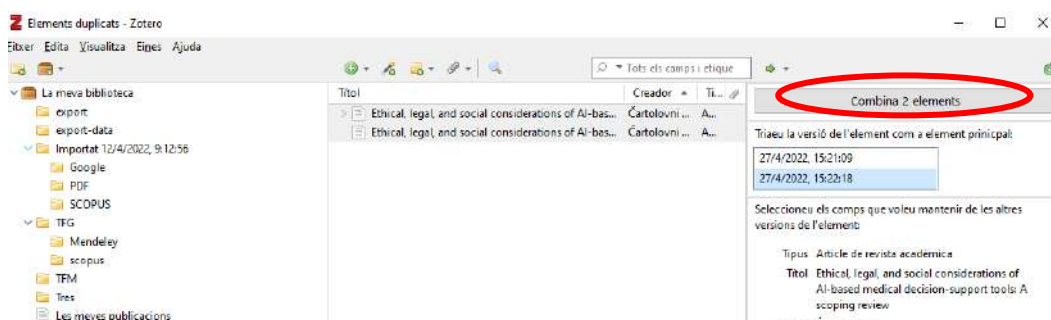 Elements duplicats - Zotero
Fitxer Edita Visualitza Eines Ajuda
Tots els camps i etique
La meva biblioteca
export
export-data
Importat 12/4/2022, 9:12:56
Google
PDF
SCOPUS
TFG
Mendeley
scopus
TFM
Tres
Les meves publicacions
Títol Creador Ti...
Ethical, legal, and social considerations of AI-bas... Čartolovni ... A...
Ethical, legal, and social considerations of AI-bas... Čartolovni ... A...
Combina 2 elements
Triaeu la versió de l'element com a element prinicpal:
27/4/2022, 15:21:09
27/4/2022, 15:22:18
Seleccioneu els camps que voleu mantenir de les altres
versions de l'element:
Tipus Article de revista acadèmica
Títol Ethical, legal, and social considerations of
AI-based medical decision-support tools: A
scoping review